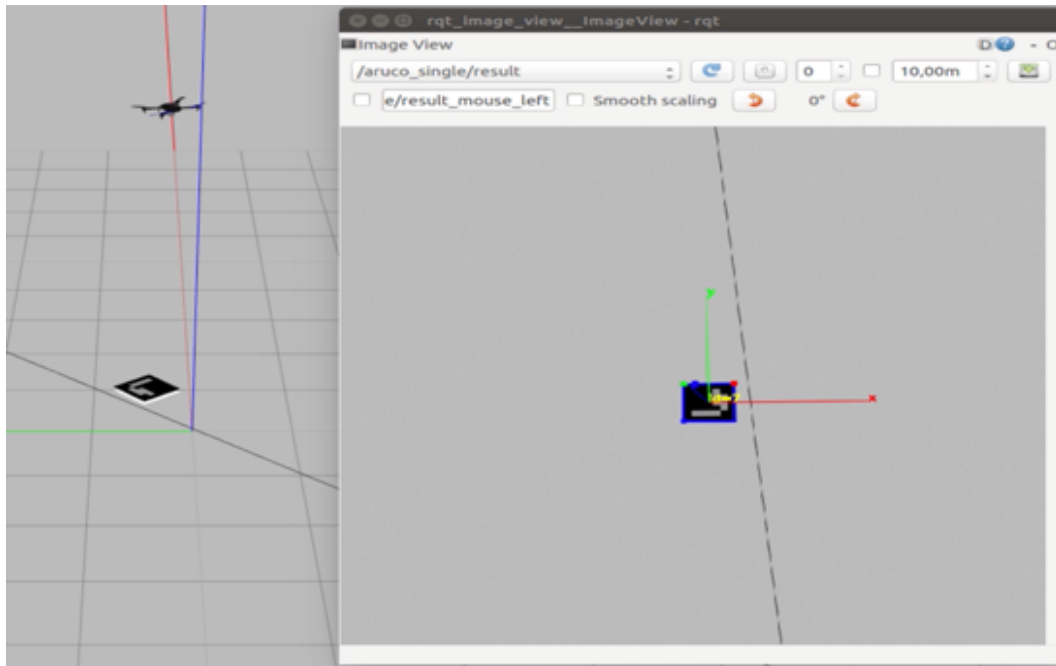 rqt_image_view__ImageView - rqt
Image View
D
- O
/aruco_single/result
0
10,00m
e/result_mouse_left
Smooth scaling
0°
y
x